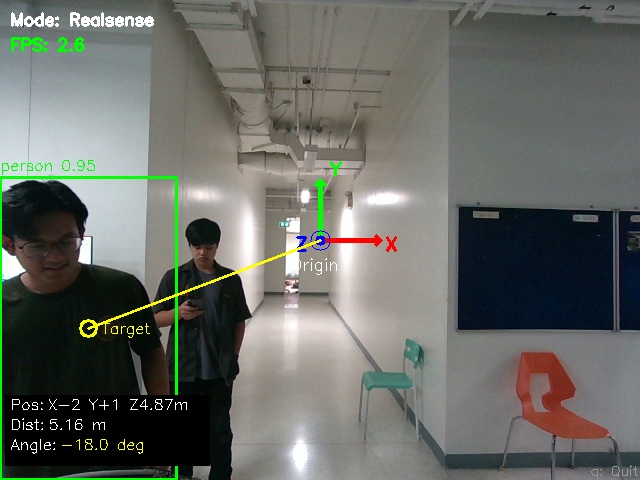 Mode: Realsense
FPS: 2.6
person 0.95
Y
Z
X
Origin
Target
Pos: X-2 Y+1 Z4.87m
Dist: 5.16 m
Angle: -18.0 deg
q: Quit